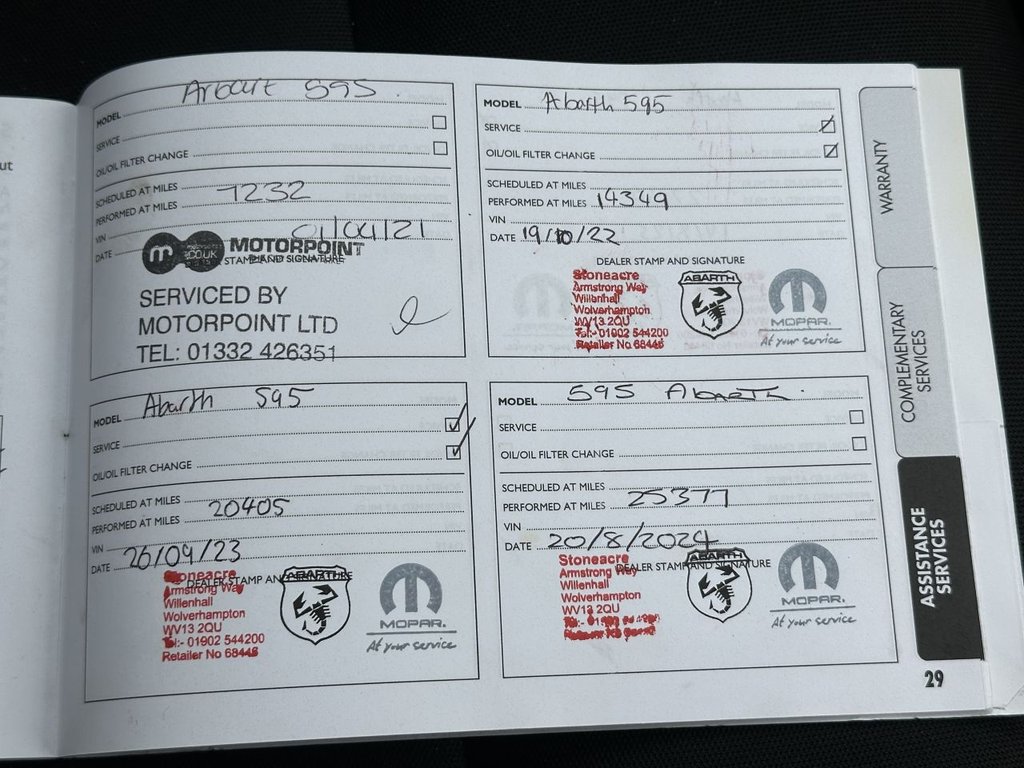 ut
Arbart 595
MODEL
SERVICE
OIL/OIL FILTER CHANGE
SCHEDULED AT MILES
PERFORMED AT MILES 7232
VIN
DATE 01/04/21
m .CO.UK MOTORPOINT
STAMP AND SIGNATURE
SERVICED BY
MOTORPOINT LTD
TEL: 01332 426351
MODEL Abarth 595
SERVICE
OIL/OIL FILTER CHANGE
SCHEDULED AT MILES
PERFORMED AT MILES 14349
VIN
DATE 19/10/22
DEALER STAMP AND SIGNATURE
Stoneacre
Armstrong Way
Willenhall
Wolverhampton
WV13 2QU
Tel:- 01902 544200
Retailer No 68446
ABARTH
MOPAR.
At your service
MODEL Abarth 595
SERVICE
OIL/OIL FILTER CHANGE
SCHEDULED AT MILES
PERFORMED AT MILES 20405
VIN
DATE 26/09/23
DEALER STAMP AND SIGNATURE
Stoneacre
Armstrong Way
Willenhall
Wolverhampton
WV13 2QU
Tel:- 01902 544200
Retailer No 68446
ABARTH
MOPAR.
At your service
MODEL 595 Abarth
SERVICE
OIL/OIL FILTER CHANGE
SCHEDULED AT MILES
PERFORMED AT MILES 25377
VIN
DATE 20/8/2024
DEALER STAMP AND SIGNATURE
Stoneacre
Armstrong Way
Willenhall
Wolverhampton
WV13 2QU
ABARTH
MOPAR.
At your service
WARRANTY
COMPLEMENTARY
SERVICES
ASSISTANCE
SERVICES
29